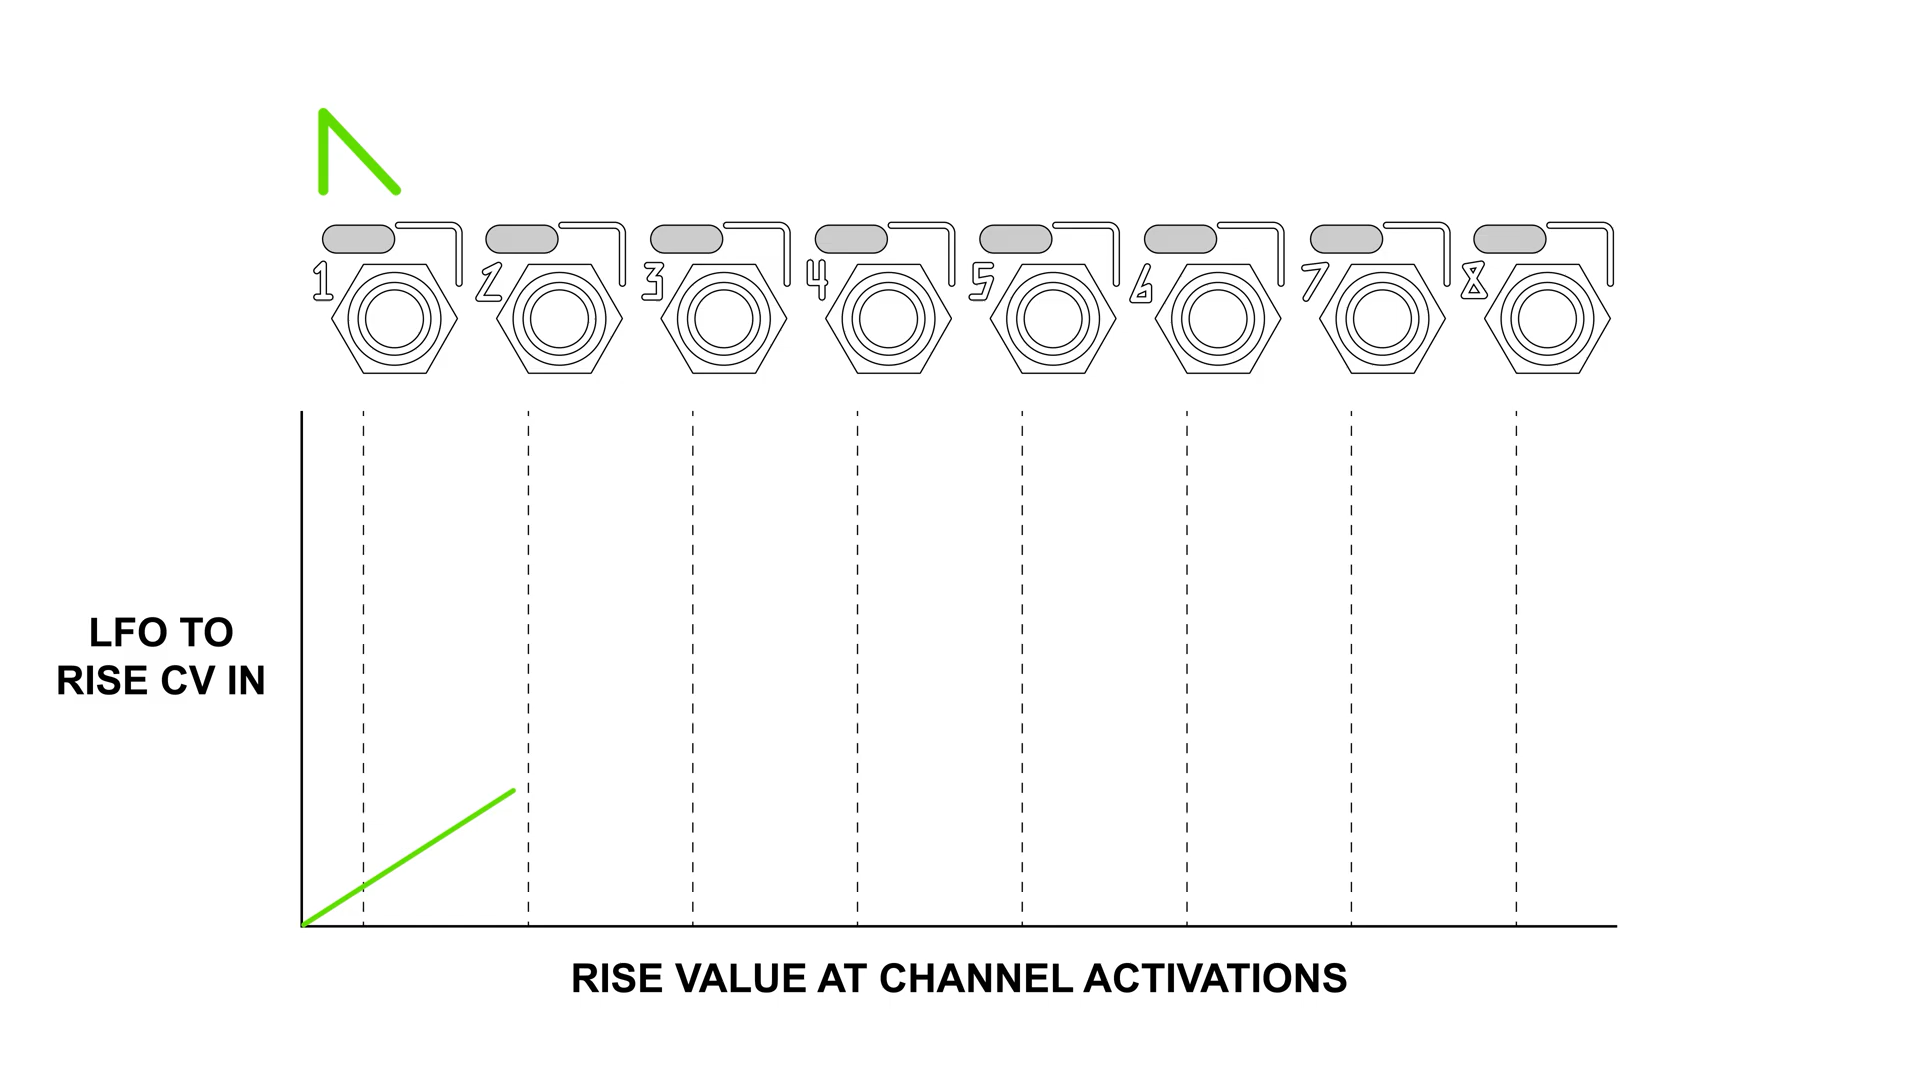 1 2 3 4 5 6 7 8
LFO TO
RISE CV IN
RISE VALUE AT CHANNEL ACTIVATIONS